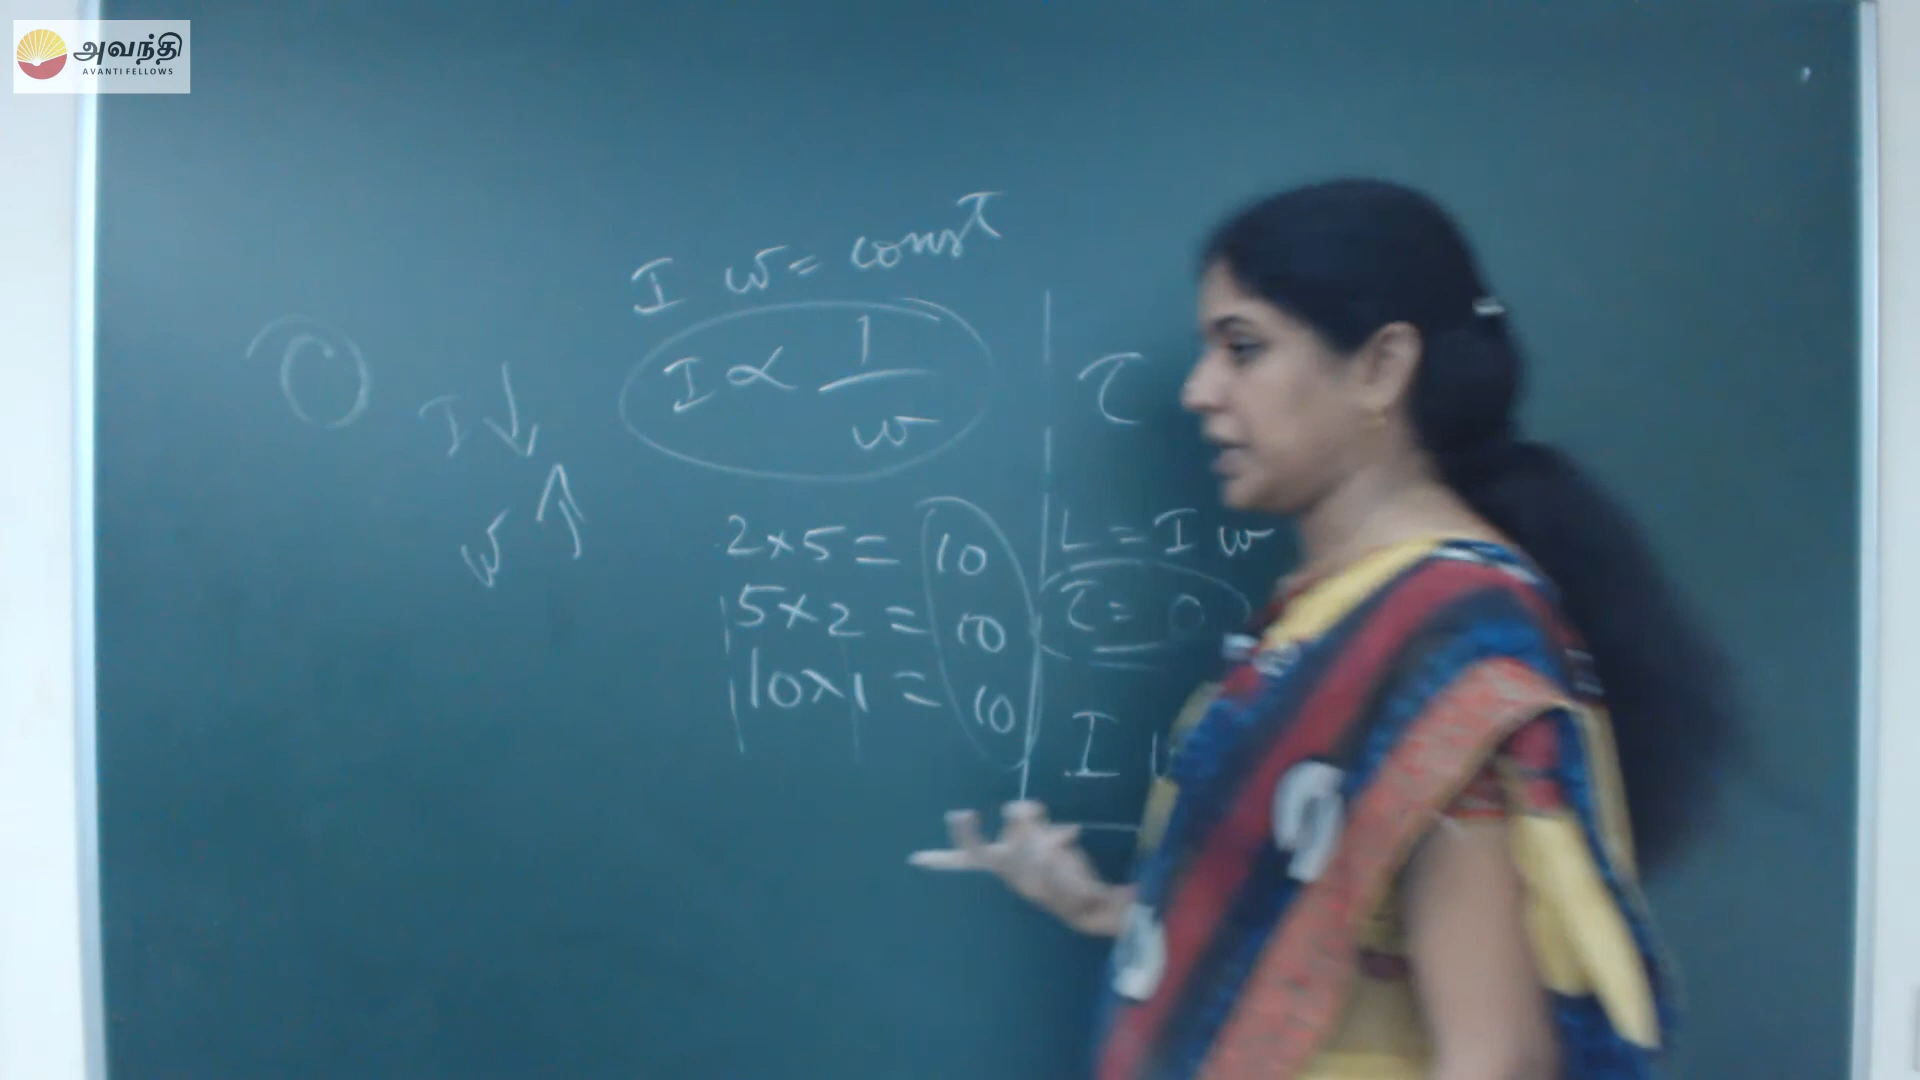 அவந்தி
AVANTI FELLOWS
I ω = const
I ∝ 1/ω
I ↓
ω ↑
2×5 = 10
5×2 = 10
10×1 = 10
τ
L = I ω
τ = 0
I